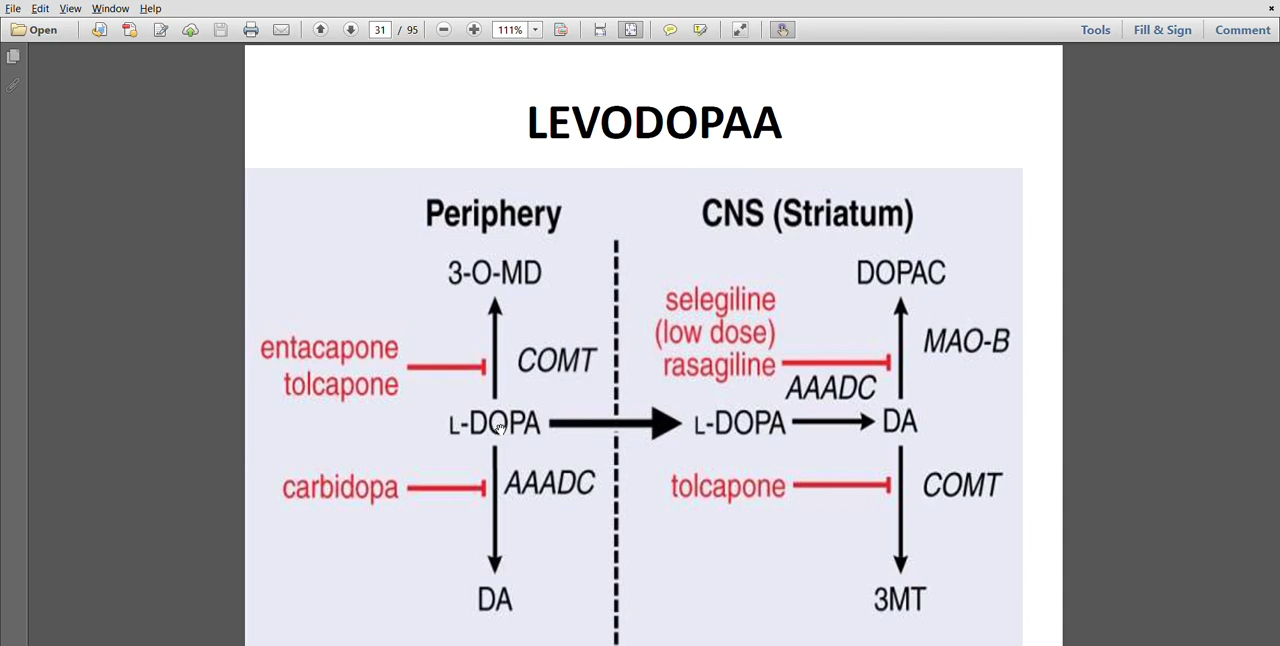 File Edit View Window Help
Open 31 / 95 111% Tools Fill & Sign Comment
LEVODOPAA
Periphery
CNS (Striatum)
3-O-MD
DOPAC
entacapone
tolcapone
COMT
selegiline
(low dose)
rasagiline
MAO-B
AAADC
L-DOPA
L-DOPA
DA
carbidopa
AAADC
tolcapone
COMT
DA
3MT